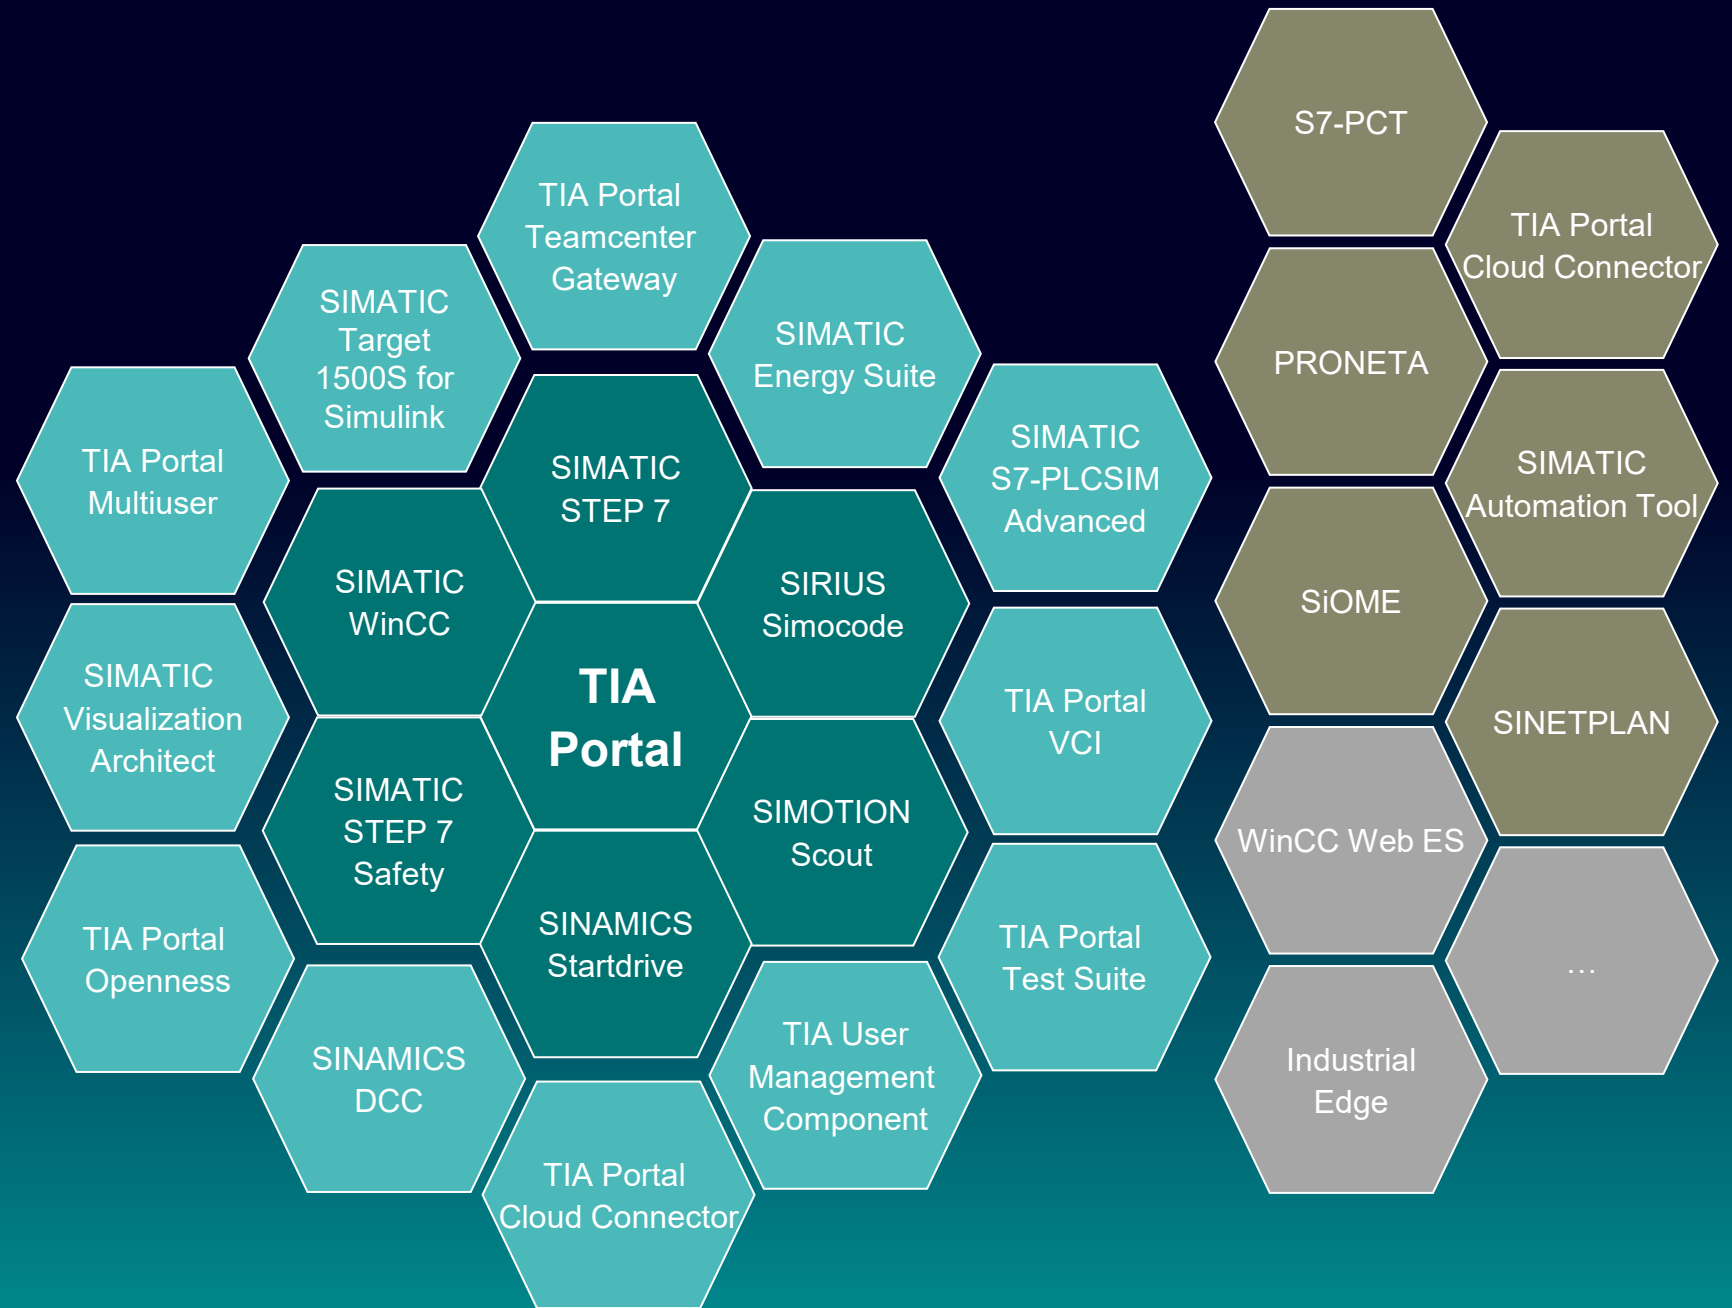 S7-PCT
TIA Portal
Teamcenter
Gateway
TIA Portal
Cloud Connector
SIMATIC
Target
1500S for
Simulink
SIMATIC
Energy Suite
PRONETA
TIA Portal
Multiuser
SIMATIC
STEP 7
SIMATIC
S7-PLCSIM
Advanced
SIMATIC
Automation Tool
SIMATIC
WinCC
SIRIUS
Simocode
SiOME
SIMATIC
Visualization
Architect
TIA
Portal
TIA Portal
VCI
SINETPLAN
SIMATIC
STEP 7
Safety
SIMOTION
Scout
WinCC Web ES
TIA Portal
Openness
SINAMICS
Startdrive
TIA Portal
Test Suite
...
SINAMICS
DCC
TIA User
Management
Component
Industrial
Edge
TIA Portal
Cloud Connector